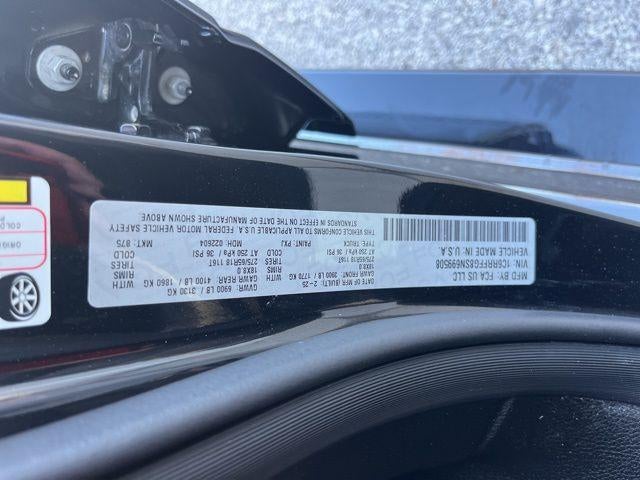 MFD BY: FCA US LLC
DATE OF MFG (BUILT): 2-25
GVWR: 6900 LB / 3130 KG
GAWR FRONT: 3900 LB / 1770 KG
WITH
GAWR REAR: 4100 LB / 1860 KG
WITH
18X8.0
RIMS
18X8.0
RIMS
275/65R18 116T
TIRES
275/65R18 116T
TIRES
AT 250 kPa / 36 PSI
COLD
AT 250 kPa / 36 PSI
COLD
VIN:
TYPE: TRUCK
PAINT: PXJ
MDH: 022604
MKT: 875
VEHICLE MADE IN U.S.A.
THIS VEHICLE CONFORMS TO ALL APPLICABLE U.S.A. FEDERAL MOTOR VEHICLE SAFETY
STANDARDS IN EFFECT ON THE DATE OF MANUFACTURE SHOWN ABOVE